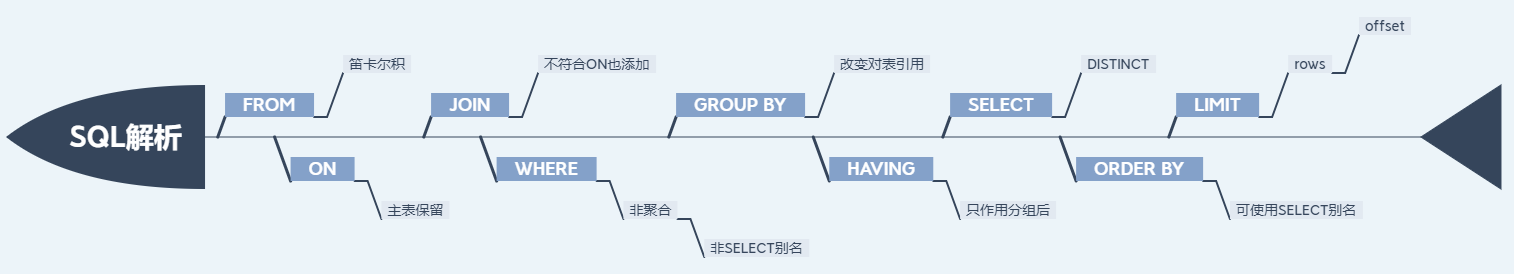 SQL解析
FROM
笛卡尔积
ON
主表保留
JOIN
不符合ON也添加
WHERE
非聚合
非SELECT别名
GROUP BY
改变对表引用
HAVING
只作用分组后
SELECT
DISTINCT
ORDER BY
可使用SELECT别名
LIMIT
rows
offset